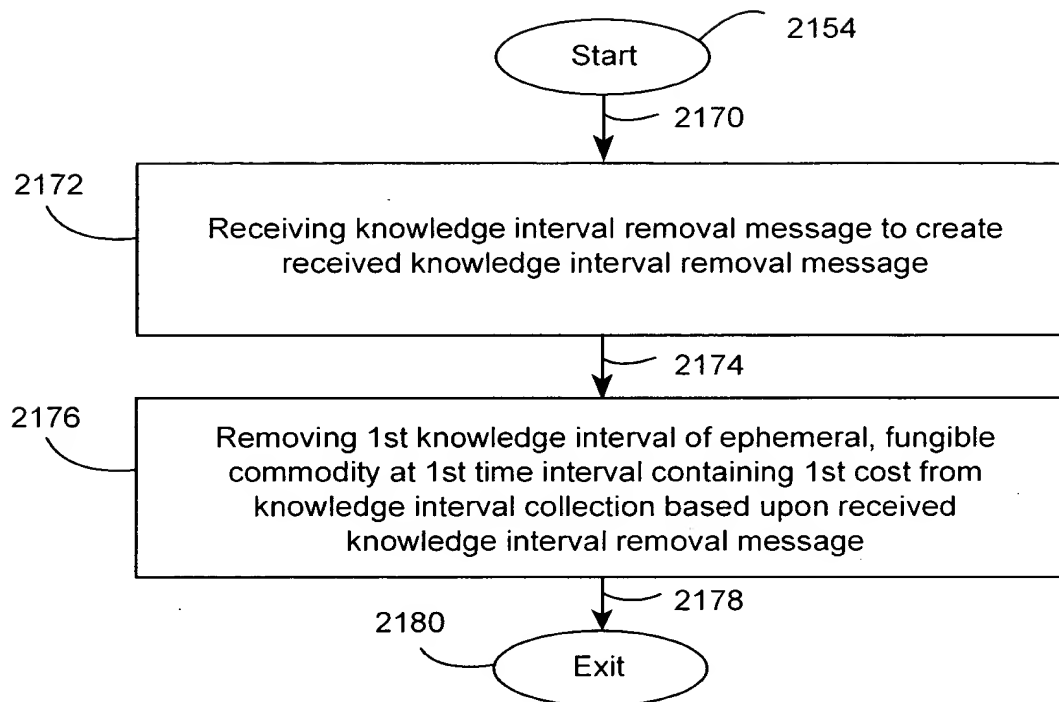 2154
Start
2170
2172
Receiving knowledge interval removal message to create
received knowledge interval removal message
2174
2176
Removing 1st knowledge interval of ephemeral, fungible
commodity at 1st time interval containing 1st cost from
knowledge interval collection based upon received
knowledge interval removal message
2178
2180
Exit